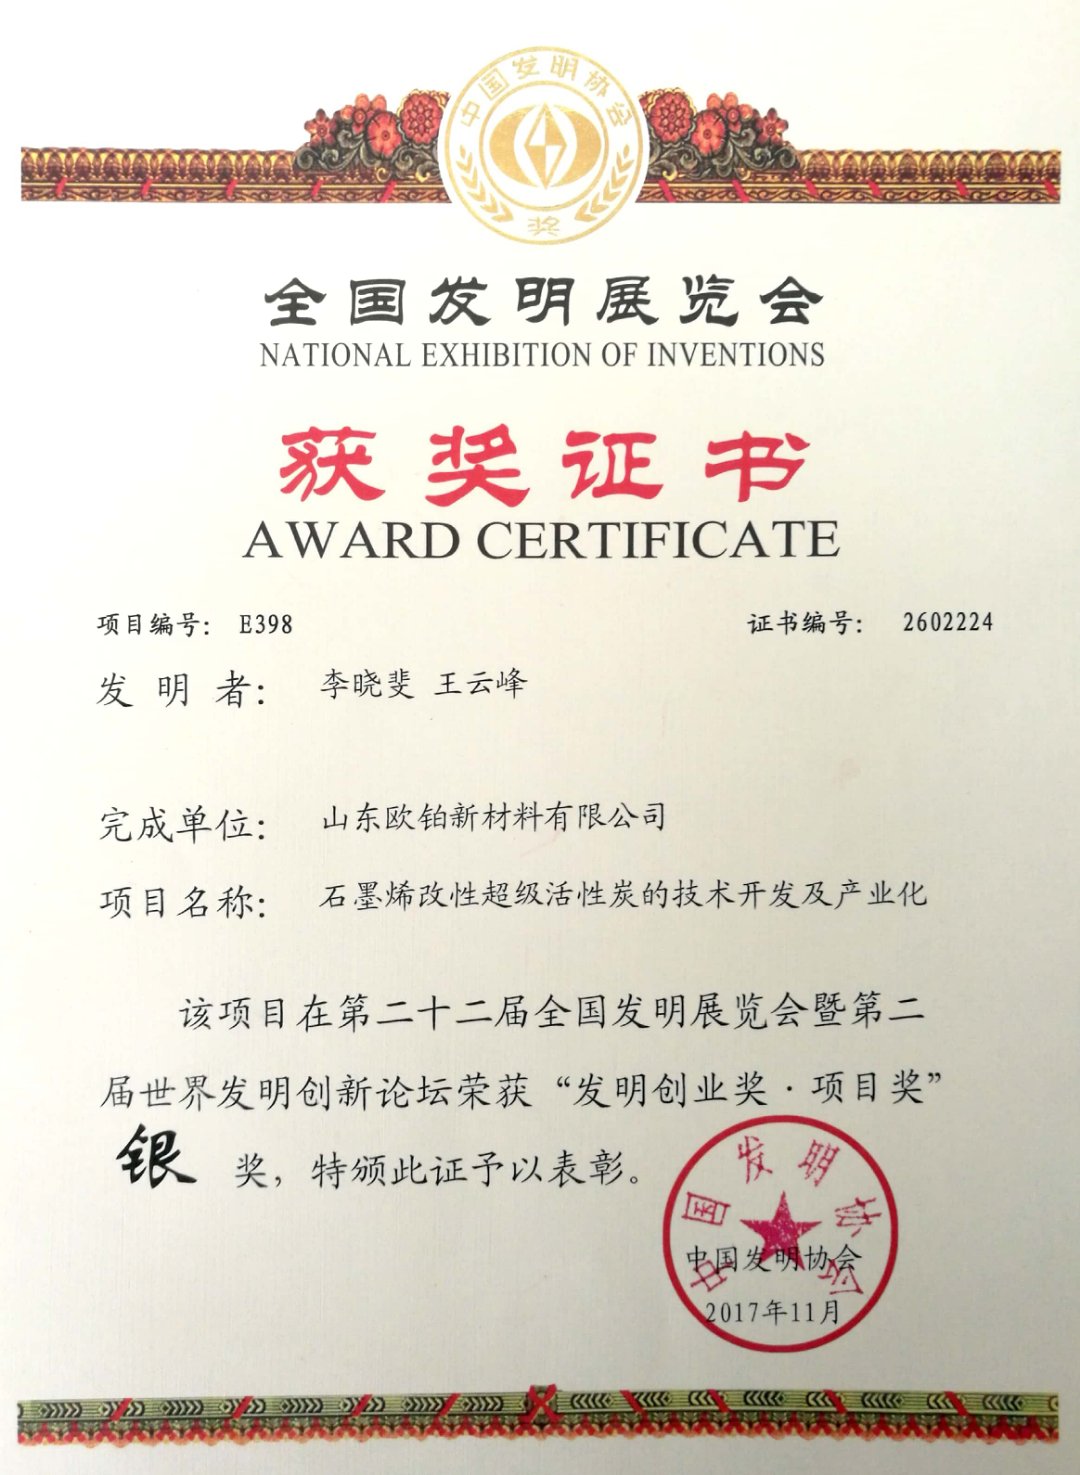 中国发明协会
奖
全国发明展览会
NATIONAL EXHIBITION OF INVENTIONS
获奖证书
AWARD CERTIFICATE
项目编号: E398 证书编号: 2602224
发明者: 李晓斐 王云峰
完成单位: 山东欧铂新材料有限公司
项目名称: 石墨烯改性超级活性炭的技术开发及产业化
该项目在第二十二届全国发明展览会暨第二
届世界发明创新论坛荣获“发明创业奖·项目奖”
银 奖，特颁此证予以表彰。
中国发明协会
中国发明协会
2017年11月